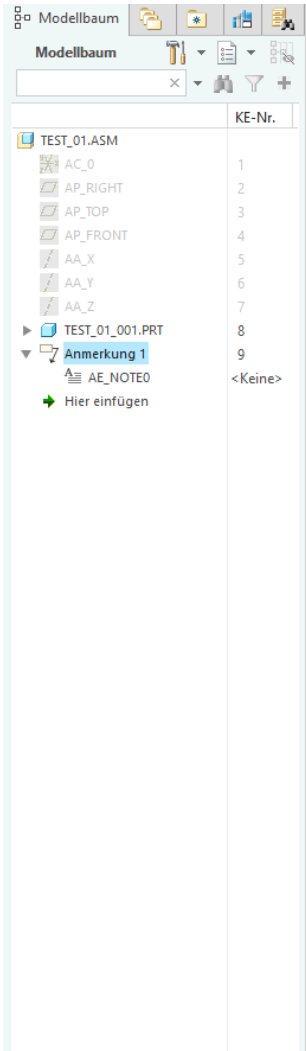 Modellbaum
Modellbaum
KE-Nr.
TEST_01.ASM
AC_0 1
AP_RIGHT 2
AP_TOP 3
AP_FRONT 4
AA_X 5
AA_Y 6
AA_Z 7
TEST_01_001.PRT 8
Anmerkung 1 9
AE_NOTE0 <Keine>
Hier einfügen